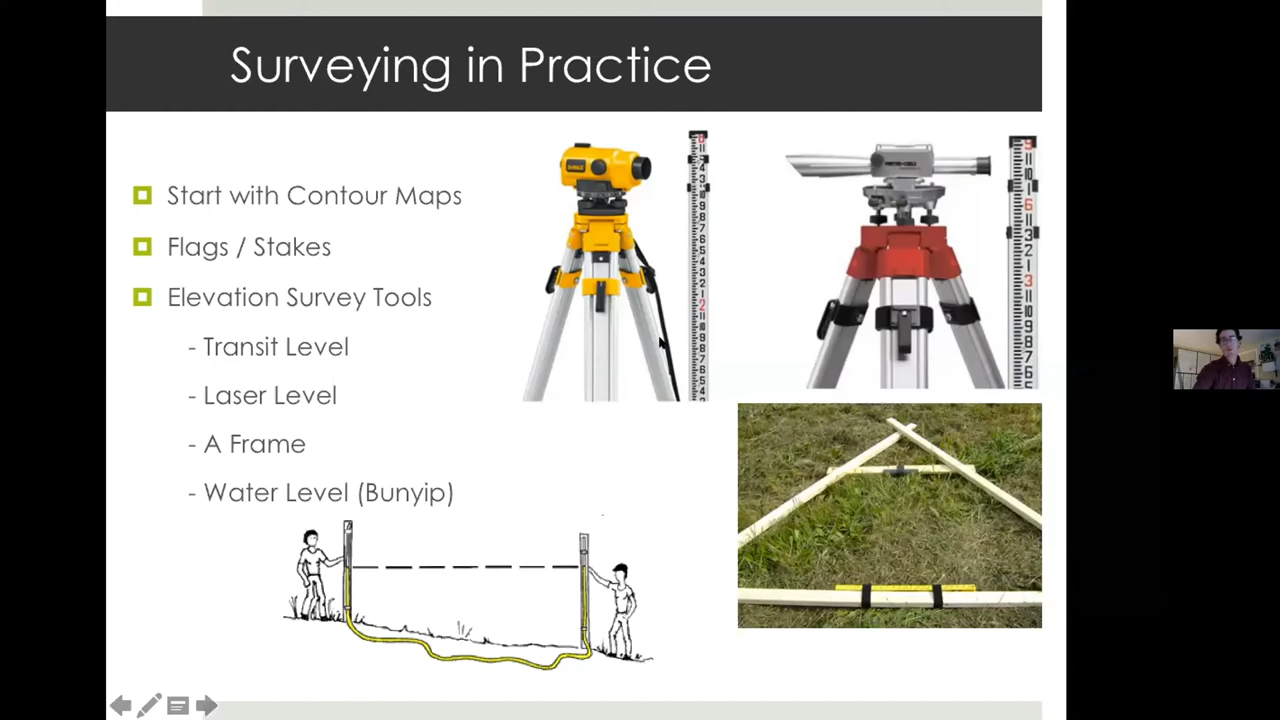 Surveying in Practice
Start with Contour Maps
Flags / Stakes
Elevation Survey Tools
- Transit Level
- Laser Level
- A Frame
- Water Level (Bunyip)
DEWALT